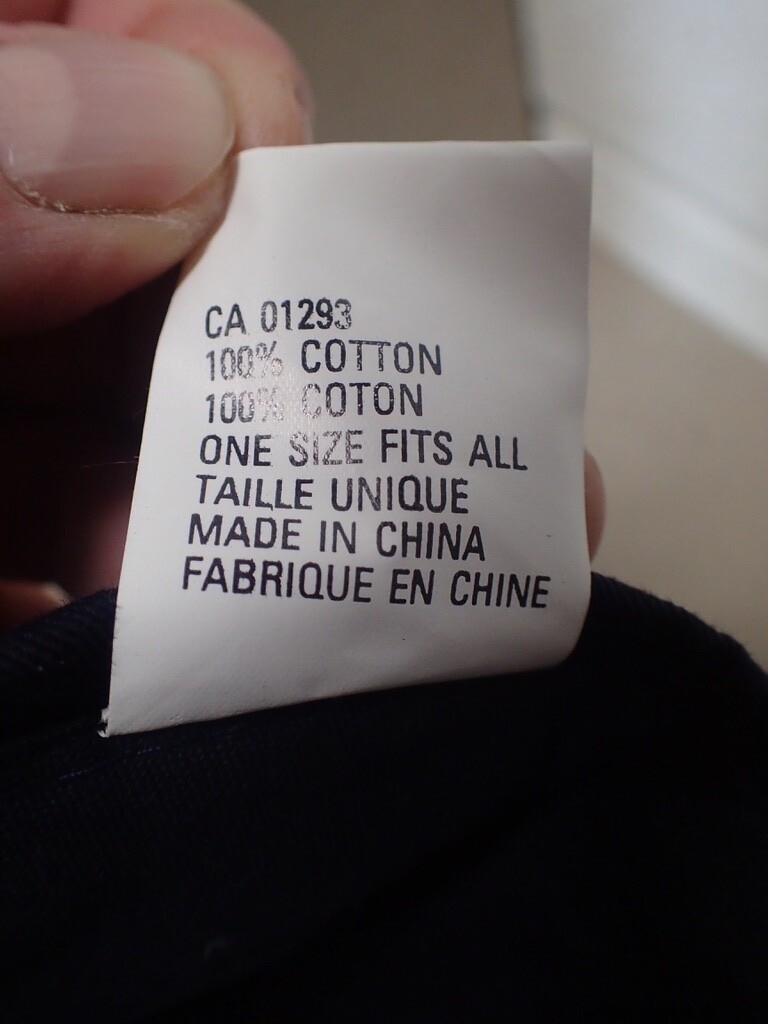 CA 01293
100% COTTON
100% COTON
ONE SIZE FITS ALL
TAILLE UNIQUE
MADE IN CHINA
FABRIQUE EN CHINE